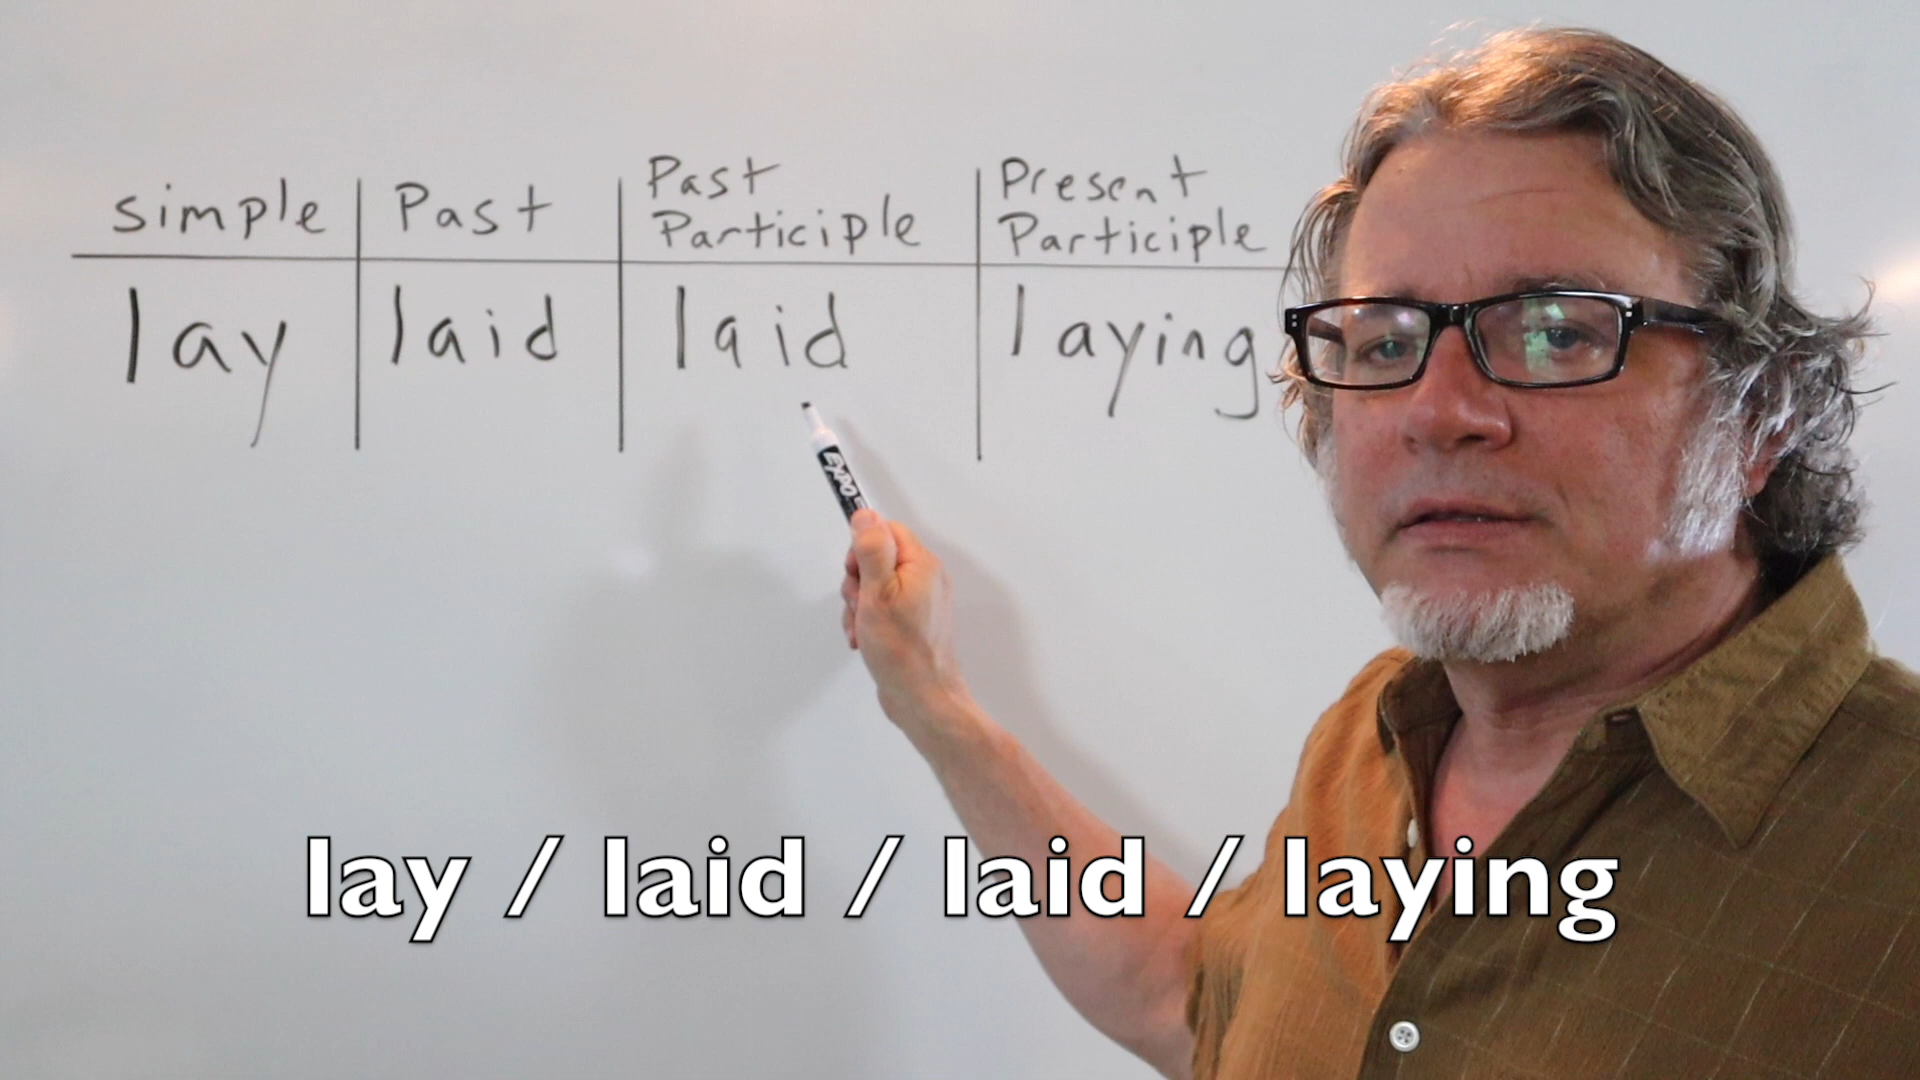 simple | Past | Past Participle | Present Participle
lay | laid | laid | laying
EXPO
lay / laid / laid / laying